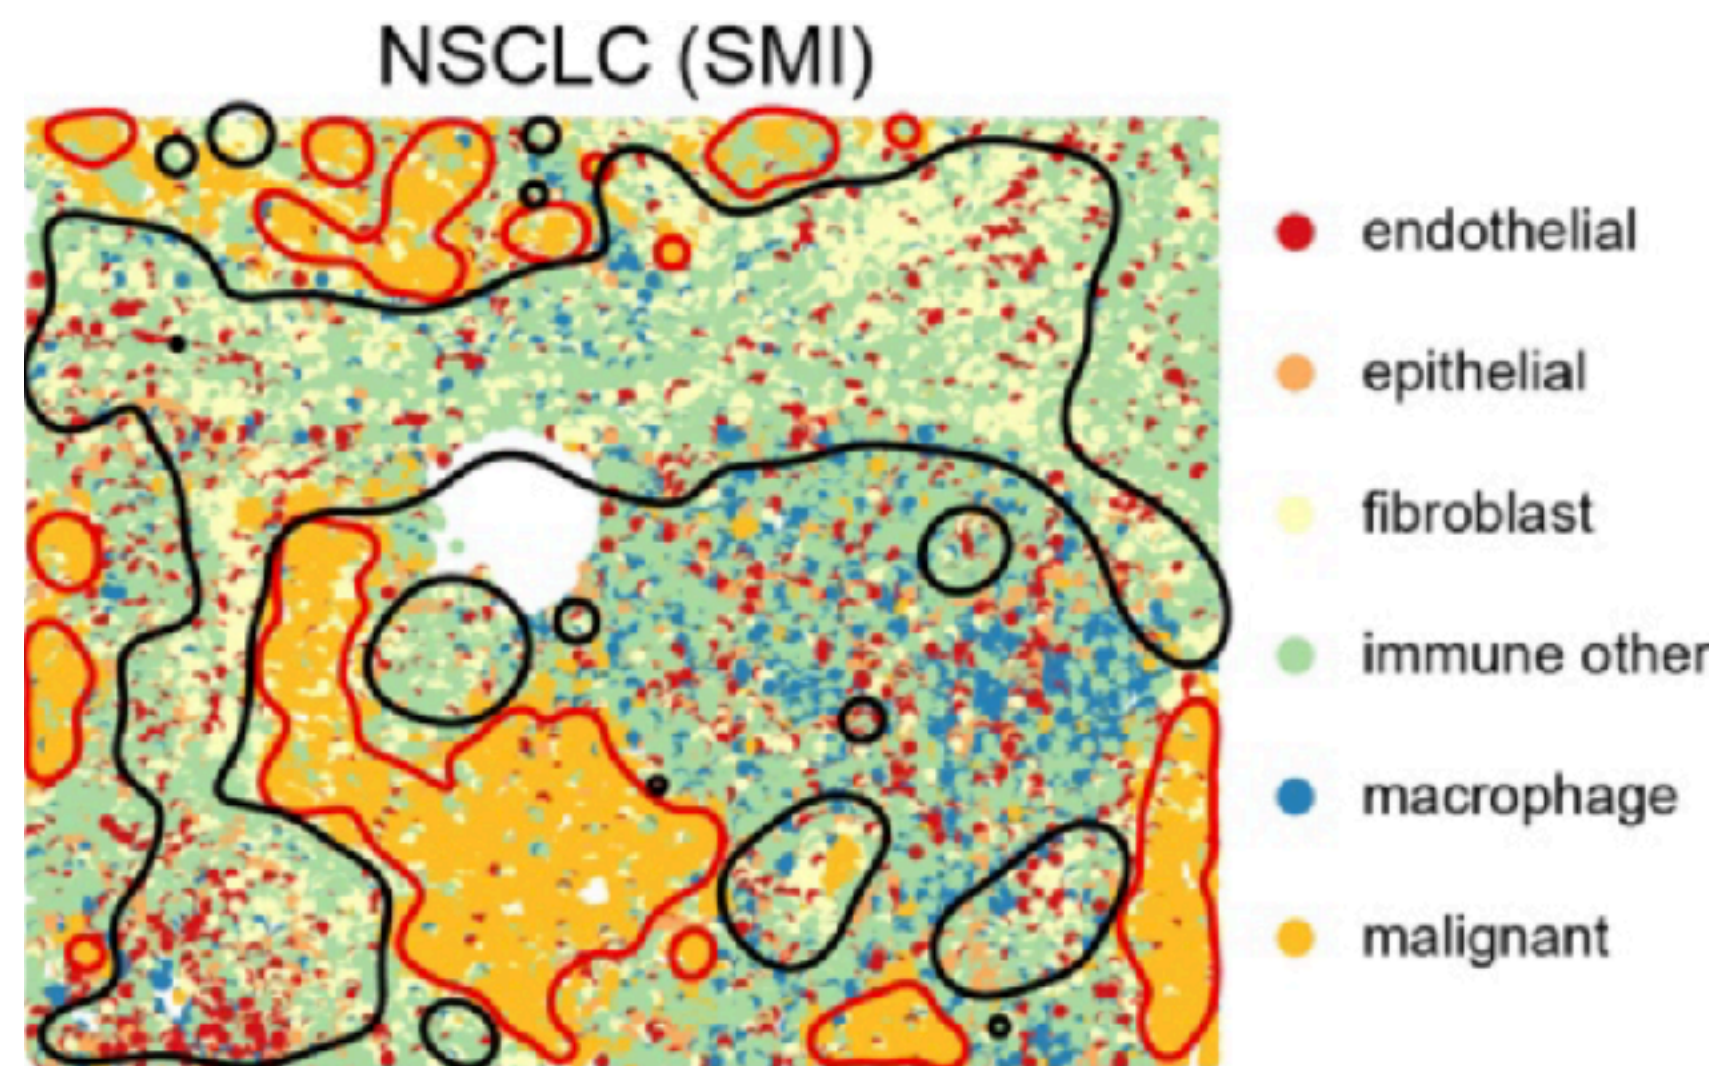 NSCLC (SMI)
endothelial
epithelial
fibroblast
immune other
macrophage
malignant